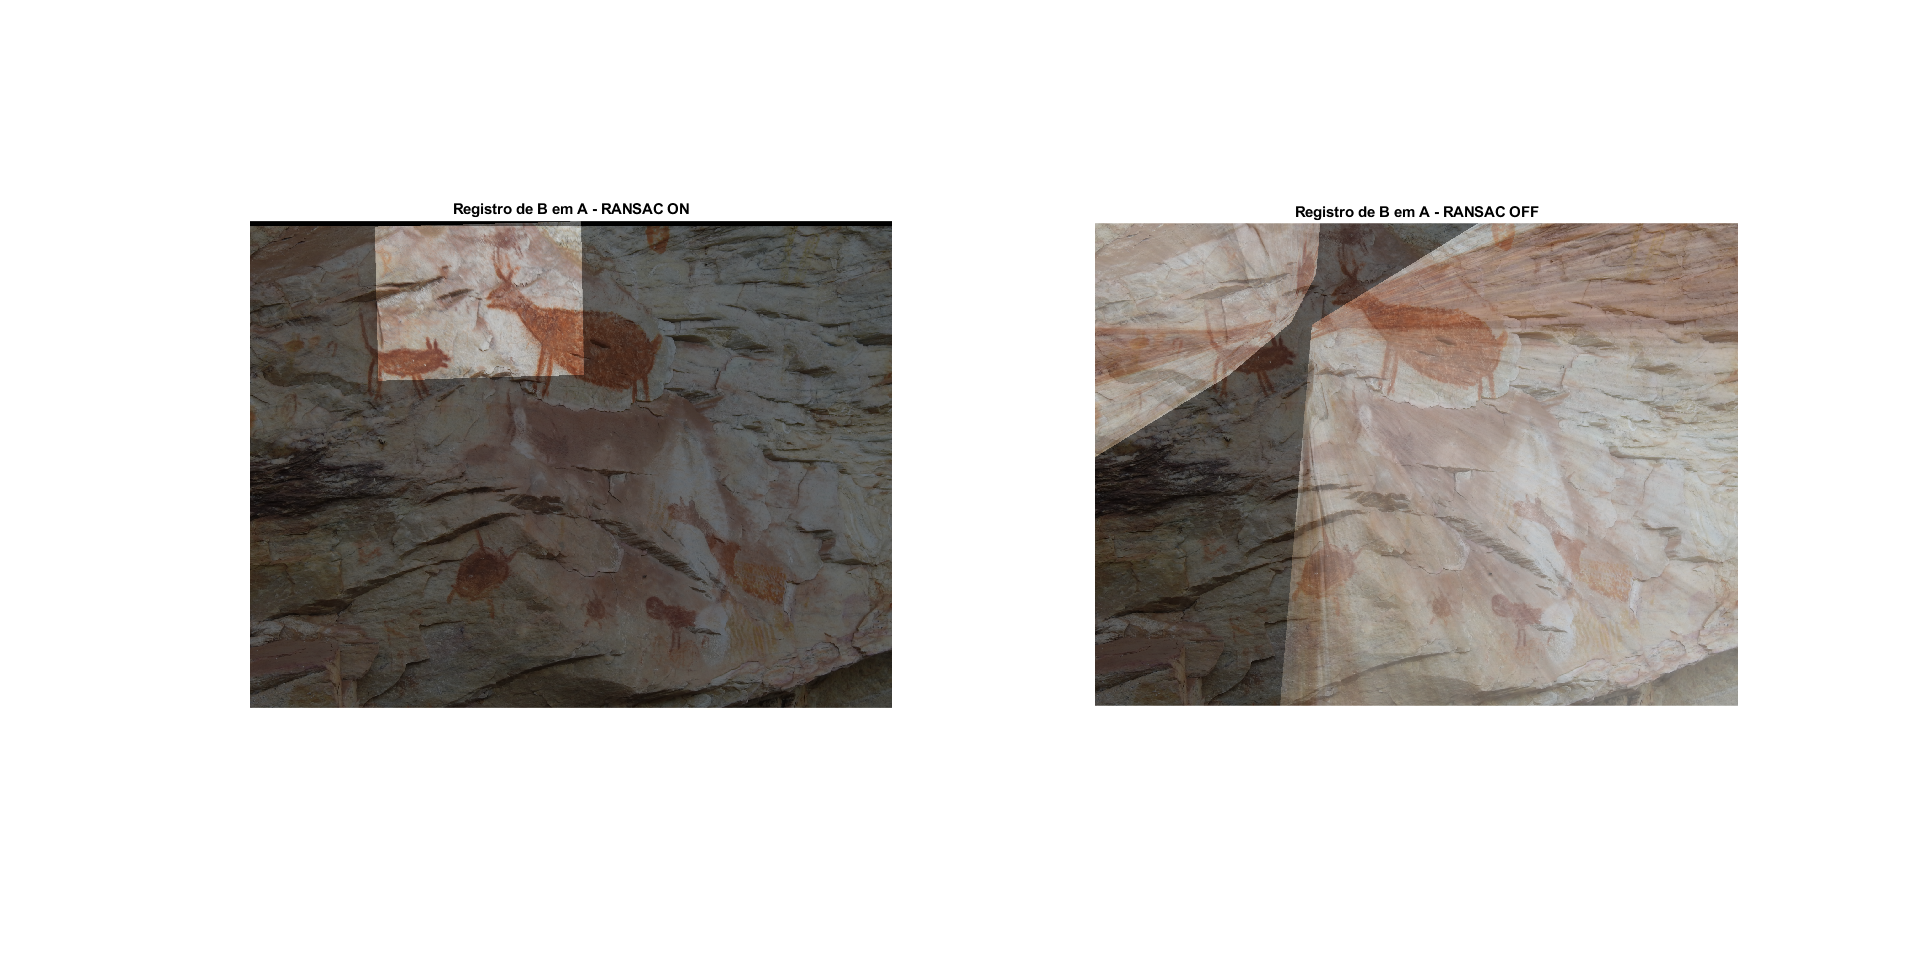 Registro de B em A - RANSAC ON
Registro de B em A - RANSAC OFF